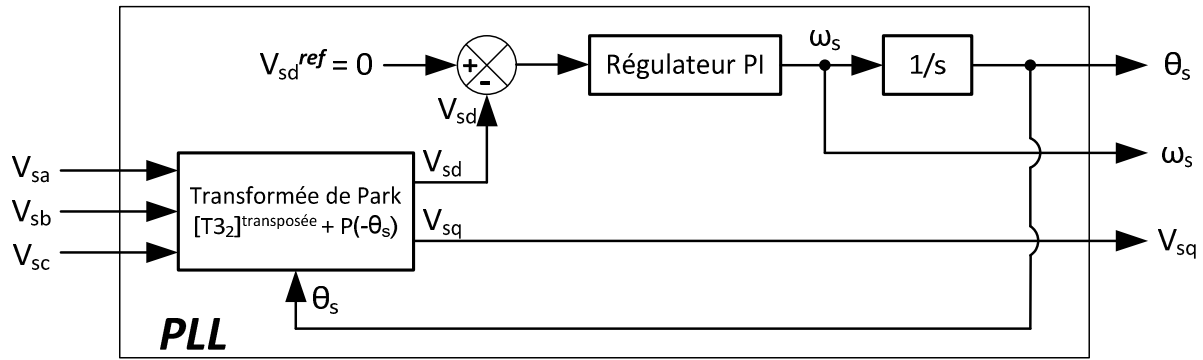 V_sd^ref = 0
+
-
Régulateur PI
ω_s
1/s
θ_s
V_sd
ω_s
V_sa
V_sb
V_sc
Transformée de Park
[T3_2]^transposée + P(-θ_s)
V_sd
V_sq
V_sq
θ_s
PLL